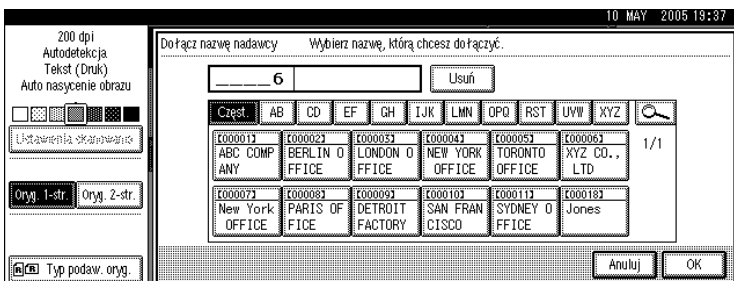 10 MAY 2005 19:37
200 dpi
Autodetekcja
Tekst (Druk)
Auto nasycenie obrazu
Ustawienia skanowania
Oryg. 1-str. Oryg. 2-str.
Typ podaw. oryg.
Dołącz nazwę nadawcy Wybierz nazwę, którą chcesz dołączyć.
____6 Usuń
Częst. AB CD EF GH IJK LMN OPQ RST UVW XYZ
[00001] [00002] [00003] [00004] [00005] [00006]
ABC COMP BERLIN O LONDON O NEW YORK TORONTO XYZ CO.,
ANY FFICE FFICE OFFICE OFFICE LTD
1/1
[00007] [00008] [00009] [00010] [00011] [00018]
New York PARIS OF DETROIT SAN FRAN SYDNEY O Jones
OFFICE FICE FACTORY CISCO FFICE
Anuluj OK